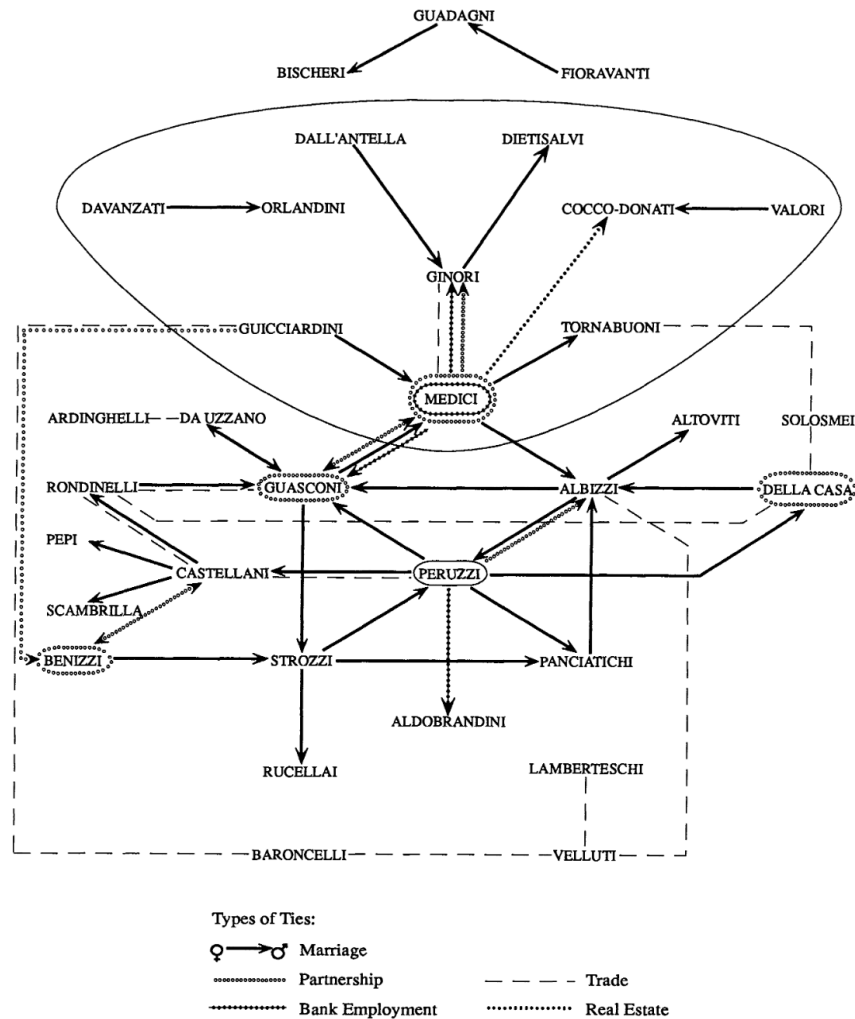 GUADAGNI
BISCHERI FIORAVANTI
DALL'ANTELLA DIETISALVI
DAVANZATI ORLANDINI COCCO-DONATI VALORI
GINORI
GUICCIARDINI TORNABUONI
MEDICI
ARDINGHELLI DA UZZANO ALTOVITI SOLOSMEI
RONDINELLI GUASCONI ALBIZZI DELLA CASA
PEPI
CASTELLANI PERUZZI
SCAMBRILLA
BENIZZI STROZZI PANCIATICHI
ALDOBRANDINI
RUCELLAI LAMBERTESCHI
BARONCELLI VELLUTI
Types of Ties:
♀ ♂ Marriage
Partnership Trade
Bank Employment Real Estate